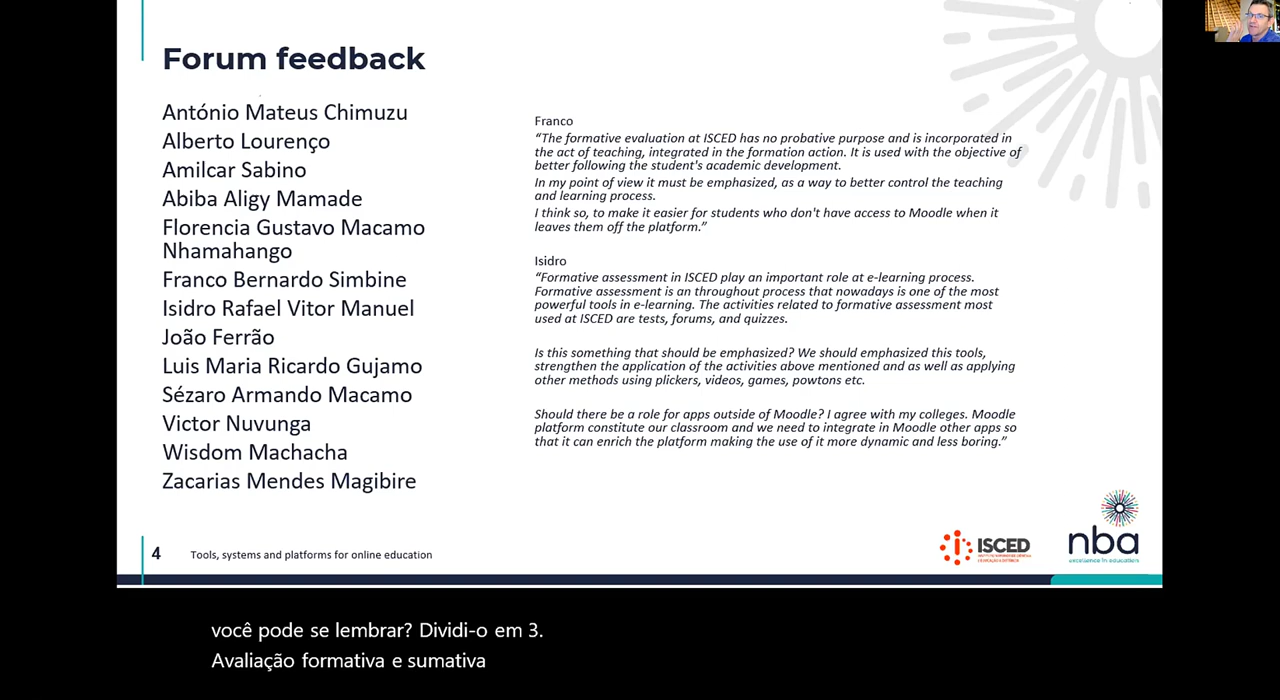 Forum feedback
António Mateus Chimuzu
Alberto Lourenço
Amilcar Sabino
Abiba Aligy Mamade
Florencia Gustavo Macamo
Nhamahango
Franco Bernardo Simbine
Isidro Rafael Vitor Manuel
João Ferrão
Luis Maria Ricardo Gujamo
Sézaro Armando Macamo
Victor Nuvunga
Wisdom Machacha
Zacarias Mendes Magibire
Franco
“The formative evaluation at ISCED has no probative purpose and is incorporated in
the act of teaching, integrated in the formation action. It is used with the objective of
better following the student's academic development.
In my point of view it must be emphasized, as a way to better control the teaching
and learning process.
I think so, to make it easier for students who don't have access to Moodle when it
leaves them off the platform.”
Isidro
“Formative assessment in ISCED play an important role at e-learning process.
Formative assessment is an throughout process that nowadays is one of the most
powerful tools in e-learning. The activities related to formative assessment most
used at ISCED are tests, forums, and quizzes.
Is this something that should be emphasized? We should emphasized this tools,
strengthen the application of the activities above mentioned and as well as applying
other methods using plickers, videos, games, powtons etc.
Should there be a role for apps outside of Moodle? I agree with my colleges. Moodle
platform constitute our classroom and we need to integrate in Moodle other apps so
that it can enrich the platform making the use of it more dynamic and less boring.”
4
Tools, systems and platforms for online education
ISCED
nba
excellence in education
você pode se lembrar? Dividi-o em 3.
Avaliação formativa e sumativa